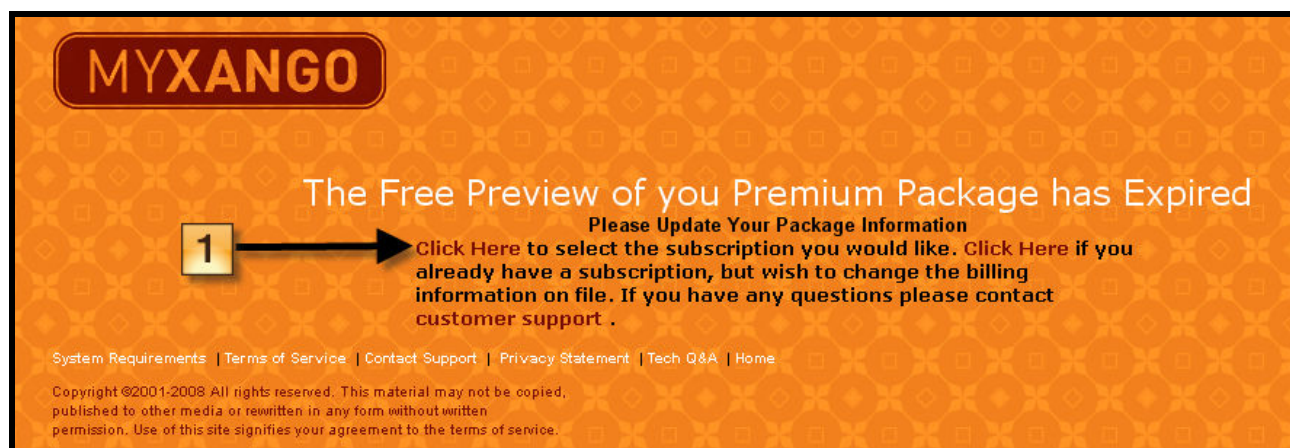 MYXANGO
The Free Preview of you Premium Package has Expired
Please Update Your Package Information
1
Click Here to select the subscription you would like. Click Here if you
already have a subscription, but wish to change the billing
information on file. If you have any questions please contact
customer support .
System Requirements | Terms of Service | Contact Support | Privacy Statement | Tech Q&A | Home
Copyright ©2001-2008 All rights reserved. This material may not be copied,
published to other media or rewritten in any form without written
permission. Use of this site signifies your agreement to the terms of service.